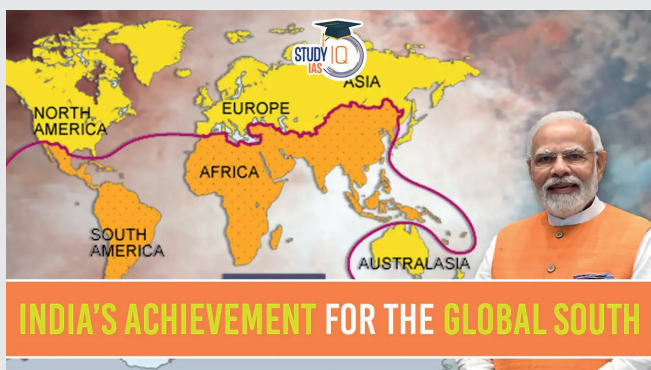 STUDY IQ
IAS
ASIA
NORTH
AMERICA
EUROPE
AFRICA
SOUTH
AMERICA
AUSTRALASIA
INDIA'S ACHIEVEMENT FOR THE GLOBAL SOUTH